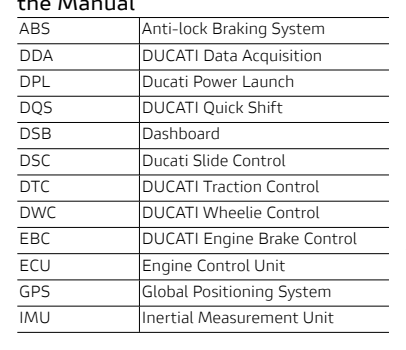 the Manual
ABS Anti-lock Braking System
DDA DUCATI Data Acquisition
DPL Ducati Power Launch
DQS DUCATI Quick Shift
DSB Dashboard
DSC Ducati Slide Control
DTC DUCATI Traction Control
DWC DUCATI Wheelie Control
EBC DUCATI Engine Brake Control
ECU Engine Control Unit
GPS Global Positioning System
IMU Inertial Measurement Unit